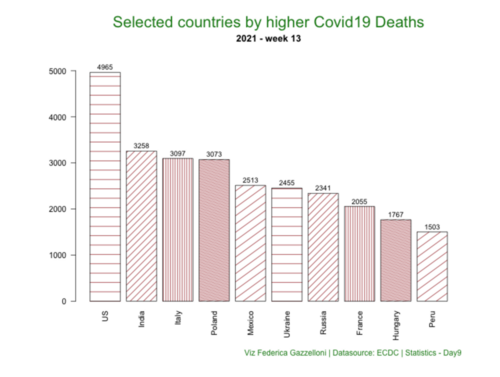 Selected countries by higher Covid19 Deaths
2021 - week 13
5000
4000
3000
2000
1000
0
4965
3258
3097
3073
2513
2455
2341
2055
1767
1503
US
India
Italy
Poland
Mexico
Ukraine
Russia
France
Hungary
Peru
Viz Federica Gazzelloni | Datasource: ECDC | Statistics - Day9